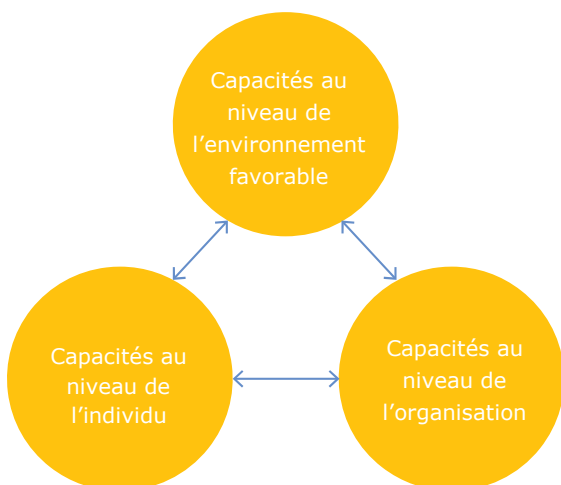 Capacités au
niveau de
l’environnement
favorable
Capacités au
niveau de
l’individu
Capacités au
niveau de
l’organisation